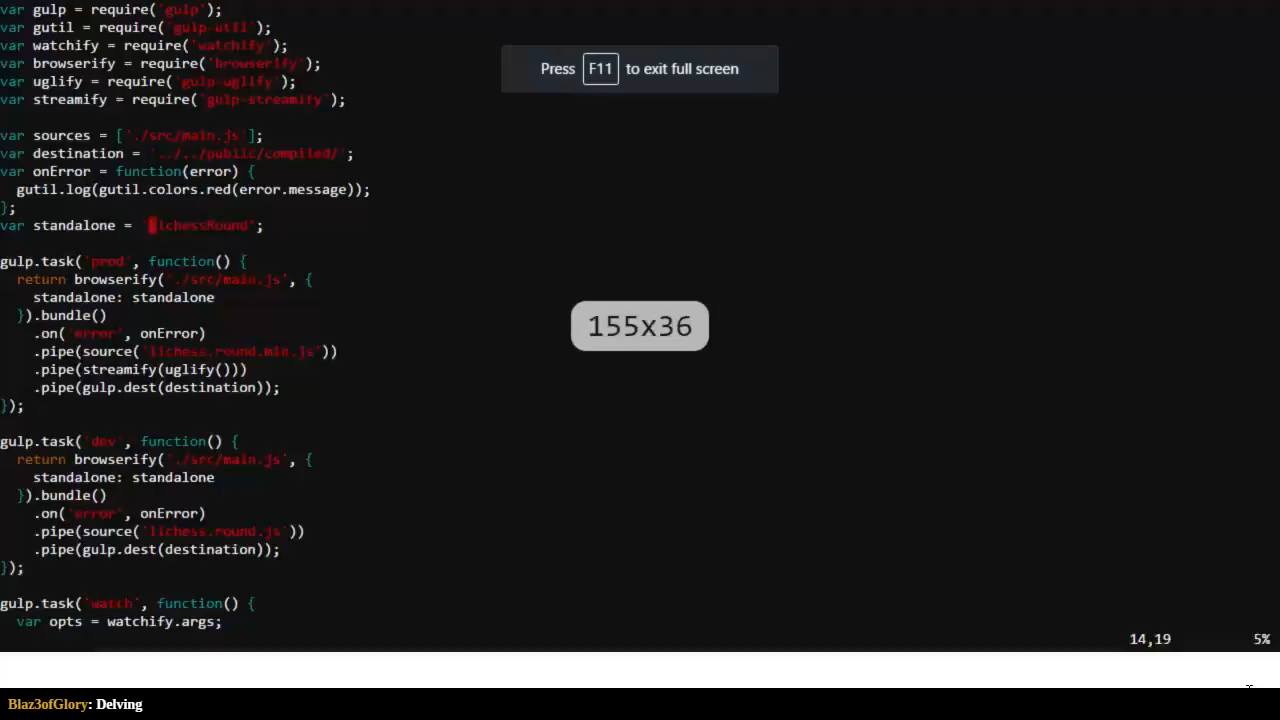 var gulp = require('gulp');
var gutil = require('gulp-util');
var watchify = require('watchify');
var browserify = require('browserify');
var uglify = require('gulp-uglify');
var streamify = require('gulp-streamify');
Press F11 to exit full screen
var sources = ['./src/main.js'];
var destination = '../../public/compiled/';
var onError = function(error) {
  gutil.log(gutil.colors.red(error.message));
};
var standalone = 'lichessRound';
gulp.task('prod', function() {
  return browserify('./src/main.js', {
    standalone: standalone
  }).bundle()
    .on('error', onError)
    .pipe(source('lichess.round.min.js'))
    .pipe(streamify(uglify()))
    .pipe(gulp.dest(destination));
});
155x36
gulp.task('dev', function() {
  return browserify('./src/main.js', {
    standalone: standalone
  }).bundle()
    .on('error', onError)
    .pipe(source('lichess.round.js'))
    .pipe(gulp.dest(destination));
});
gulp.task('watch', function() {
  var opts = watchify.args;
14,19 5%
Blaz3ofGlory: Delving